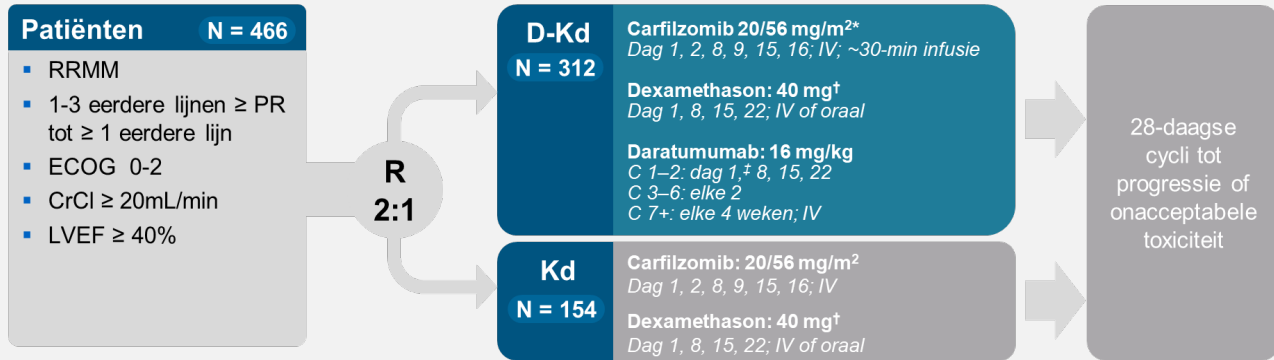 Patiënten N = 466
RRMM
1-3 eerdere lijnen ≥ PR
tot ≥ 1 eerdere lijn
ECOG 0-2
CrCl ≥ 20mL/min
LVEF ≥ 40%
R
2:1
D-Kd
N = 312
Carfilzomib 20/56 mg/m²*
Dag 1, 2, 8, 9, 15, 16; IV; ~30-min infusie
Dexamethason: 40 mg†
Dag 1, 8, 15, 22; IV of oraal
Daratumumab: 16 mg/kg
C 1–2: dag 1,‡ 8, 15, 22
C 3–6: elke 2
C 7+: elke 4 weken; IV
Kd
N = 154
Carfilzomib: 20/56 mg/m²
Dag 1, 2, 8, 9, 15, 16; IV
Dexamethason: 40 mg†
Dag 1, 8, 15, 22; IV of oraal
28-daagse
cycli tot
progressie of
onacceptabele
toxiciteit